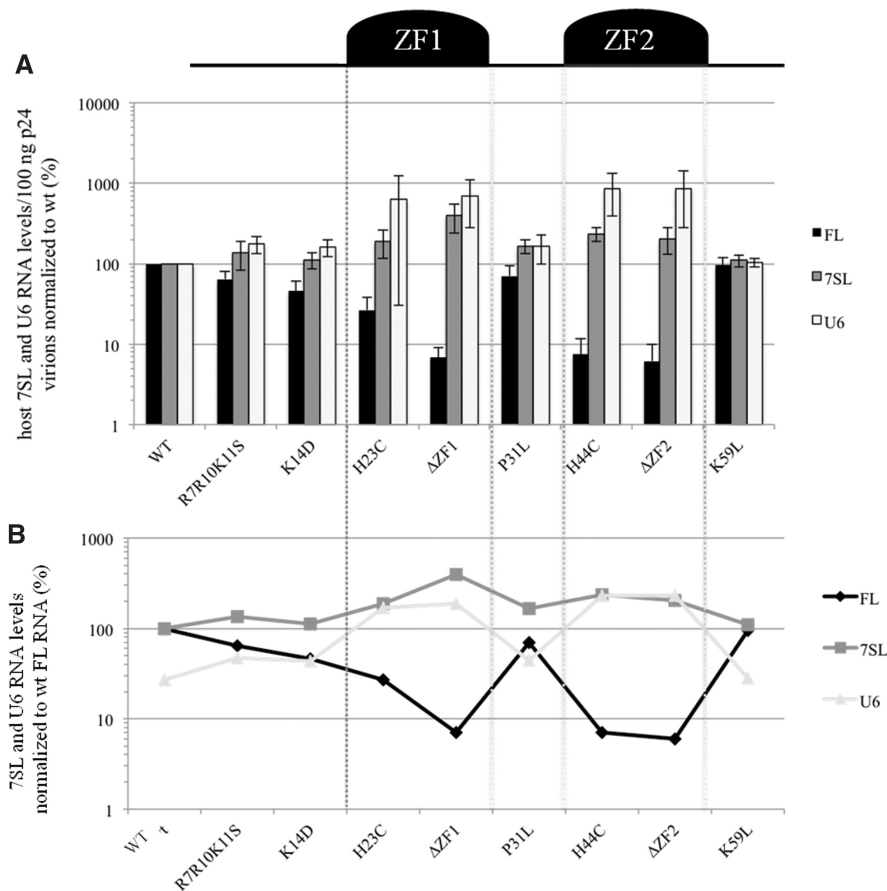 ZF1 ZF2
A
host 7SL and U6 RNA levels/100 ng p24
virions normalized to wt (%)
10000
1000
100
10
1
FL
7SL
U6
WT R7R10K11S K14D H23C ΔZF1 P31L H44C ΔZF2 K59L
B
7SL and U6 RNA levels
normalized to wt FL RNA (%)
1000
100
10
1
FL
7SL
U6
WT t R7R10K11S K14D H23C ΔZF1 P31L H44C ΔZF2 K59L